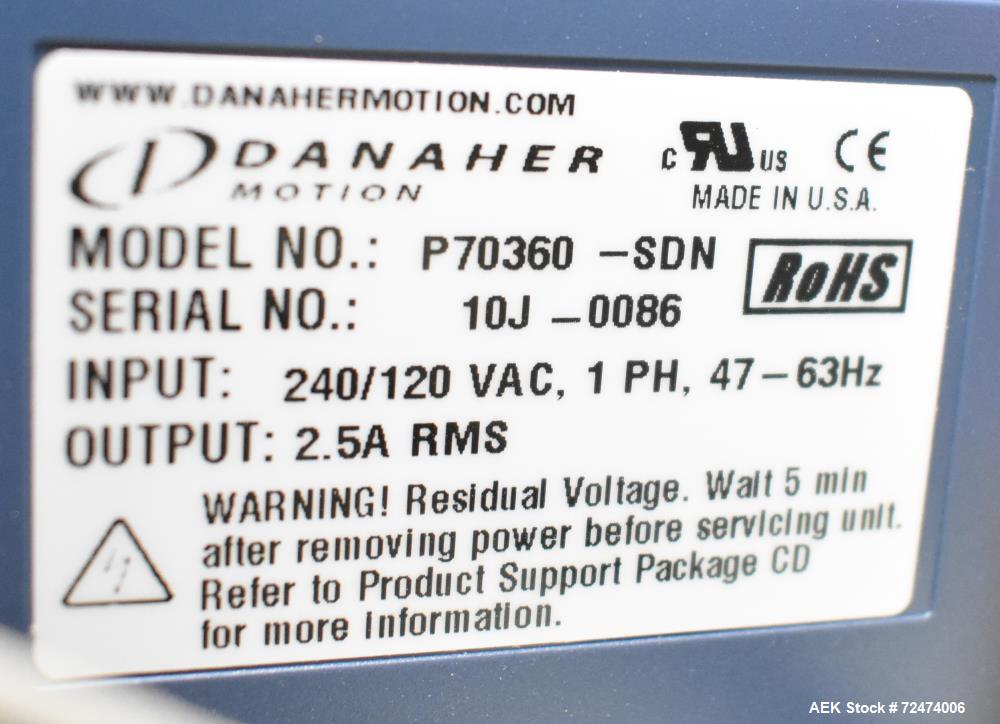 WWW.DANAHERMOTION.COM
DANAHER
MOTION
c RU US CE
MADE IN U.S.A.
MODEL NO.: P70360 -SDN
RoHS
SERIAL NO.: 10J -0086
INPUT: 240/120 VAC, 1 PH, 47-63Hz
OUTPUT: 2.5A RMS
WARNING! Residual Voltage. Wait 5 min
after removing power before servicing unit.
Refer to Product Support Package CD
for more Information.
AEK Stock # 72474006